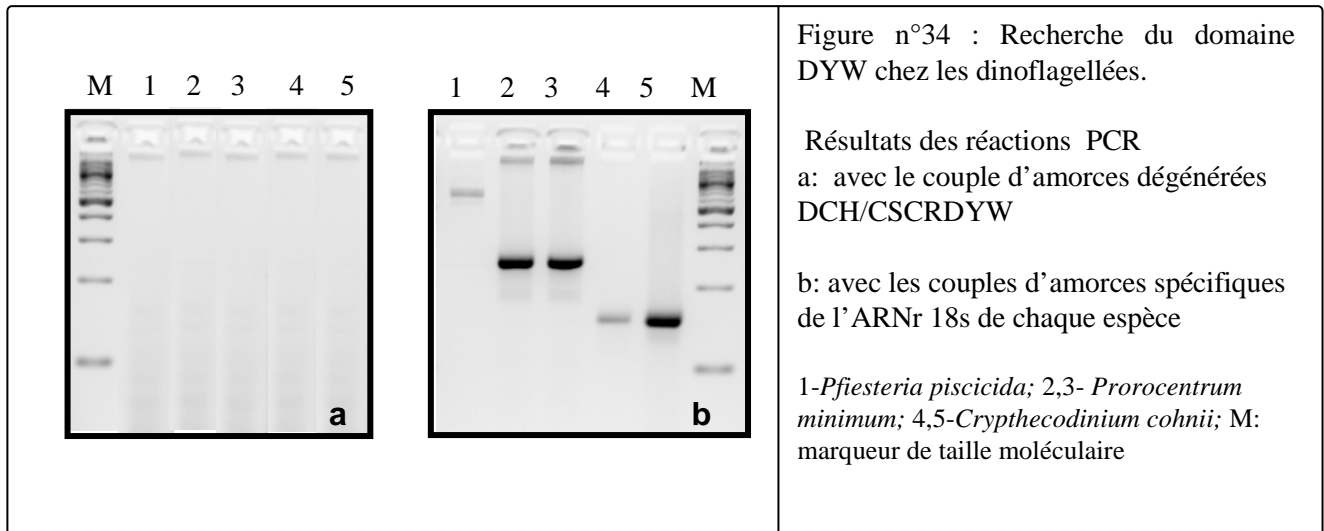 M 1 2 3 4 5
a
1 2 3 4 5 M
b
Figure n°34 : Recherche du domaine
DYW chez les dinoflagellées.
Résultats des réactions PCR
a: avec le couple d’amorces dégénérées
DCH/CSCRDYW
b: avec les couples d’amorces spécifiques
de l’ARNr 18s de chaque espèce
1-Pfiesteria piscicida; 2,3- Prorocentrum
minimum; 4,5-Crypthecodinium cohnii; M:
marqueur de taille moléculaire